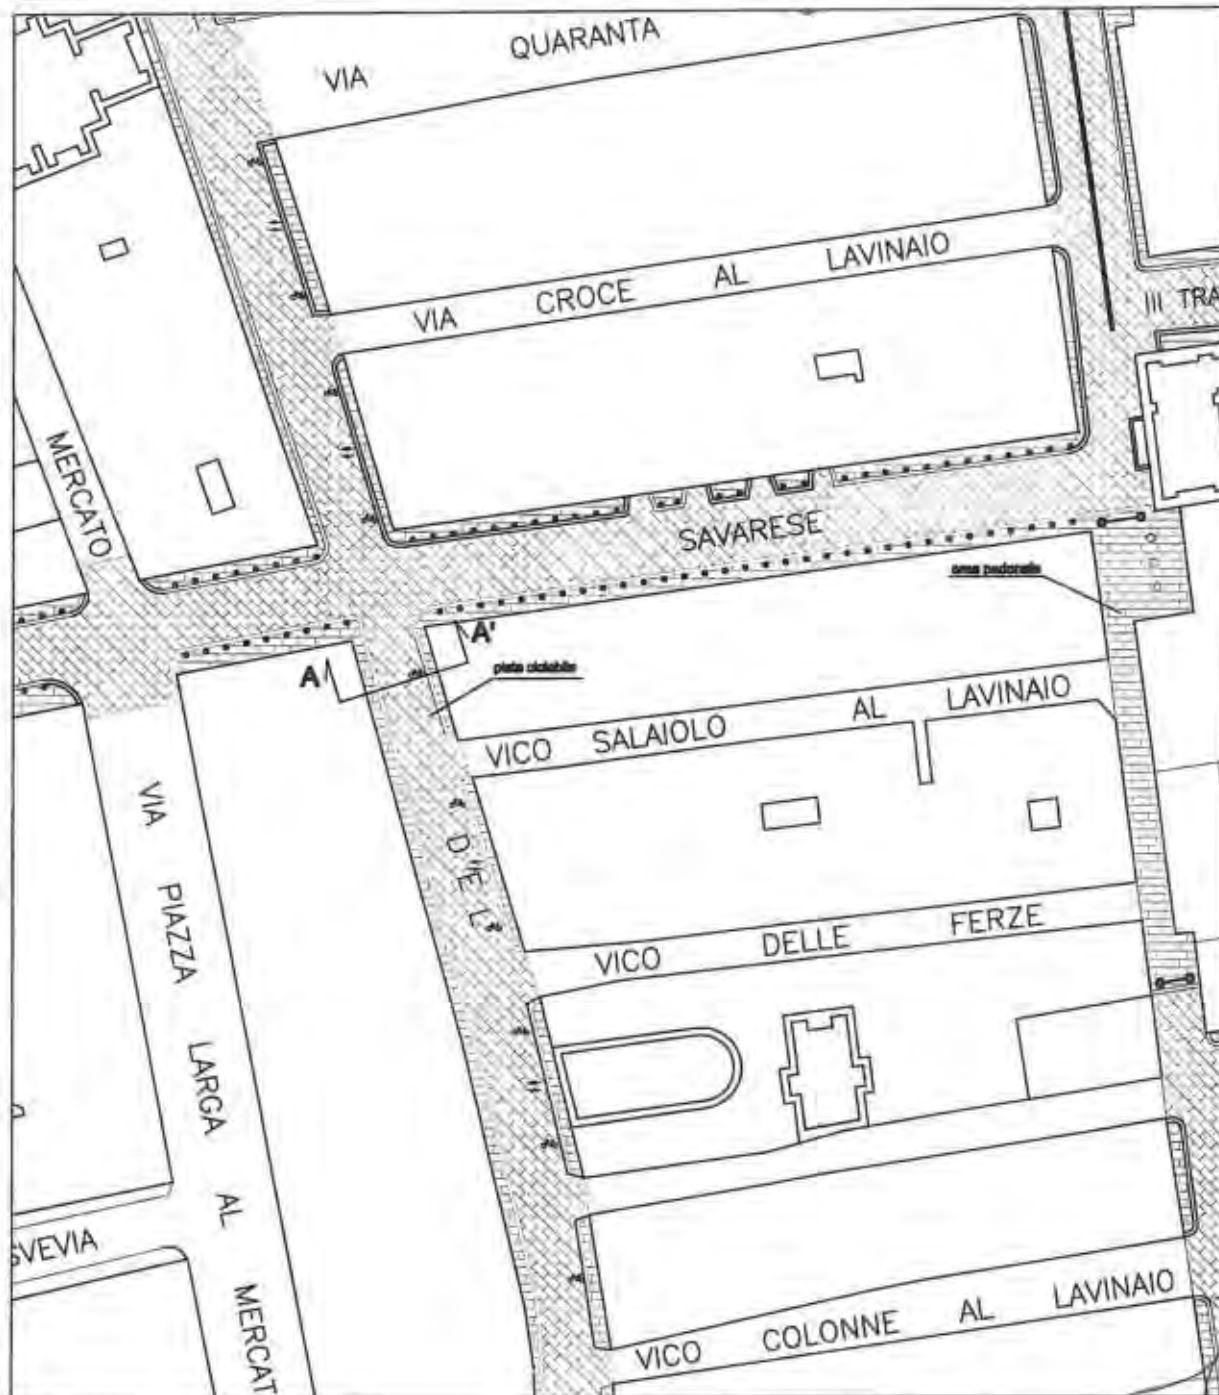 VIA QUARANTA
VIA CROCE AL LAVINAIO
III TRA
MERCATO
SAVARESE
area pedonale
A'
A
pista ciclabile
VICO SALAIOLO AL LAVINAIO
VIA PIAZZA LARGA AL MERCAT
DEL
VICO DELLE FERZE
SVEVIA
VICO COLONNE AL LAVINAIO